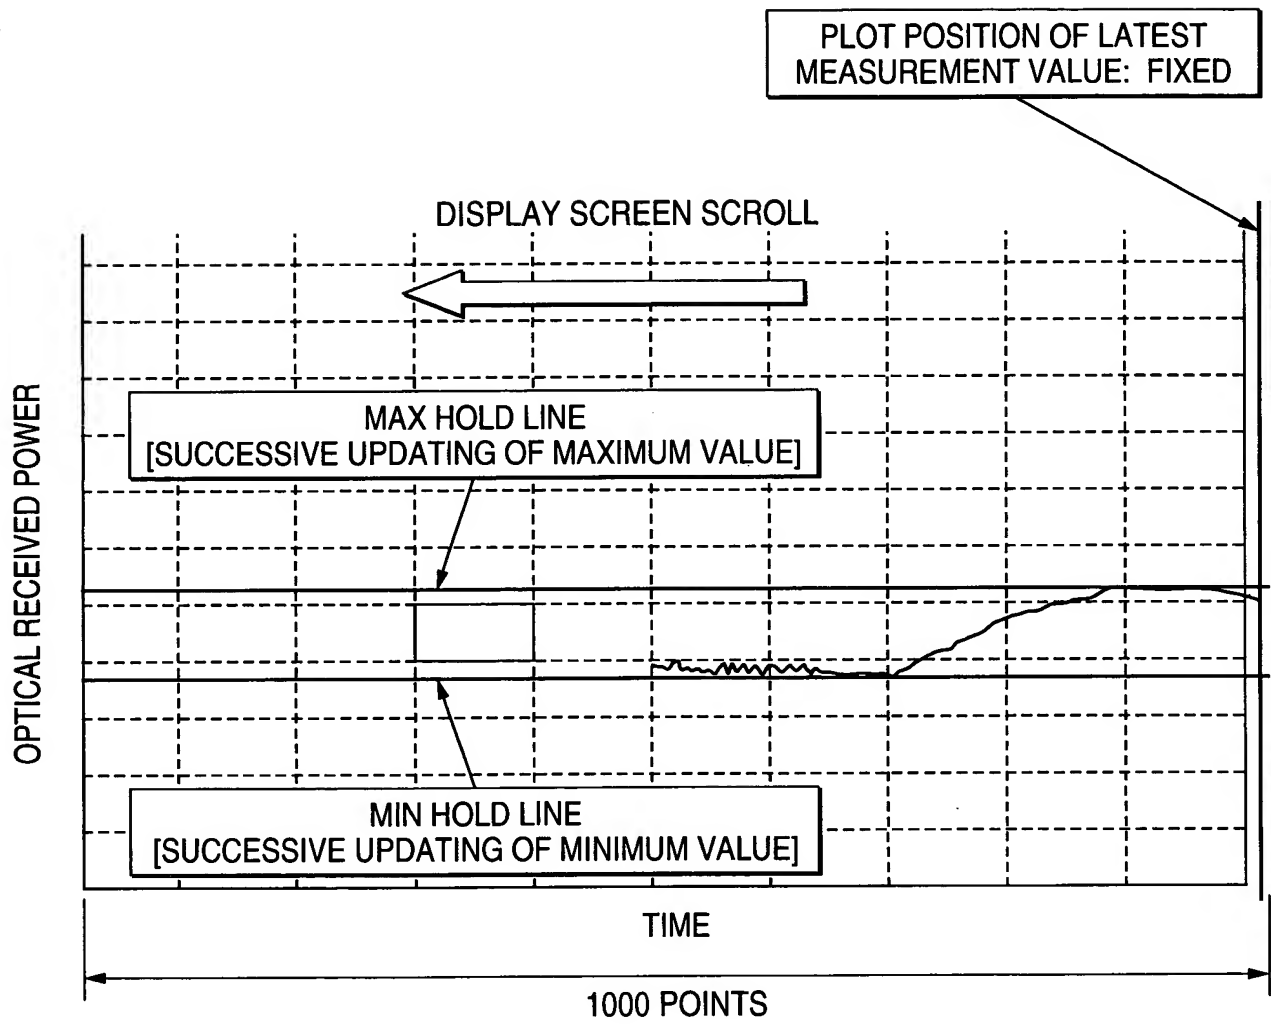 PLOT POSITION OF LATEST
MEASUREMENT VALUE: FIXED
DISPLAY SCREEN SCROLL
MAX HOLD LINE
[SUCCESSIVE UPDATING OF MAXIMUM VALUE]
OPTICAL RECEIVED POWER
MIN HOLD LINE
[SUCCESSIVE UPDATING OF MINIMUM VALUE]
TIME
1000 POINTS